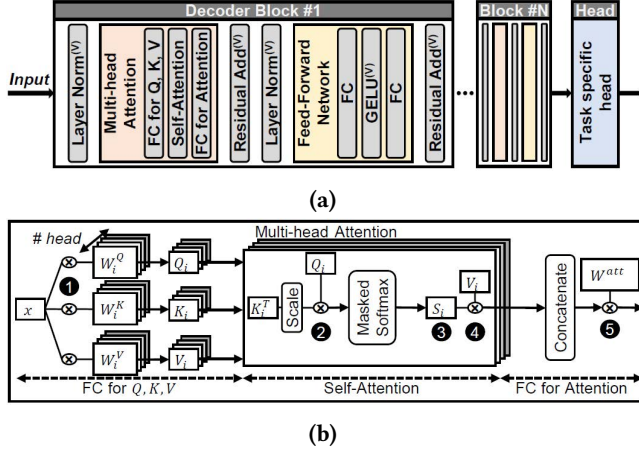 Decoder Block #1
Block #N
Head
Input
Layer Norm(V)
Multi-head
Attention
FC for Q, K, V
Self-Attention
FC for Attention
Residual Add(V)
Layer Norm(V)
Feed-Forward
Network
FC
GELU(V)
FC
Residual Add(V)
...
Task specific
head
(a)
# head
Multi-head Attention
x
1
W_i^Q
Q_i
W_i^K
K_i
W_i^V
V_i
K_i^T
Scale
Q_i
2
Masked
Softmax
S_i
3
V_i
4
Concatenate
W^att
5
FC for Q, K, V
Self-Attention
FC for Attention
(b)